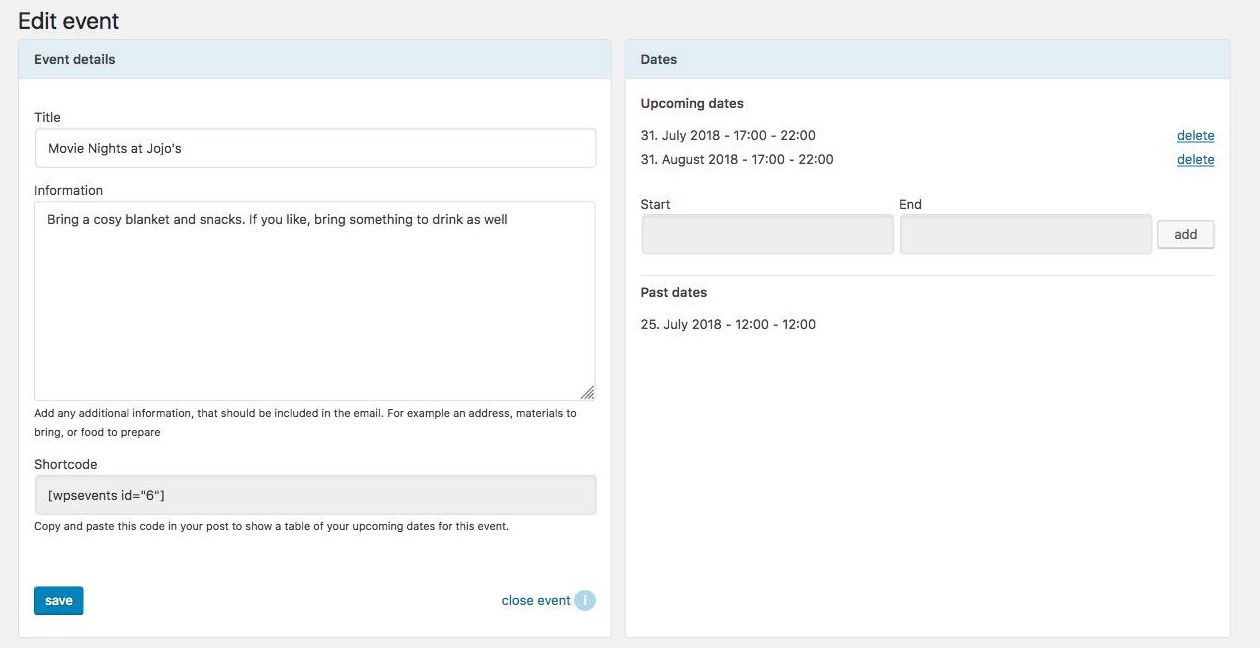 Edit event
Event details
Title
Movie Nights at Jojo's
Information
Bring a cosy blanket and snacks. If you like, bring something to drink as well
Add any additional information, that should be included in the email. For example an address, materials to
bring, or food to prepare
Shortcode
[wpsevents id="6"]
Copy and paste this code in your post to show a table of your upcoming dates for this event.
save
close event i
Dates
Upcoming dates
31. July 2018 - 17:00 - 22:00 delete
31. August 2018 - 17:00 - 22:00 delete
Start End
add
Past dates
25. July 2018 - 12:00 - 12:00